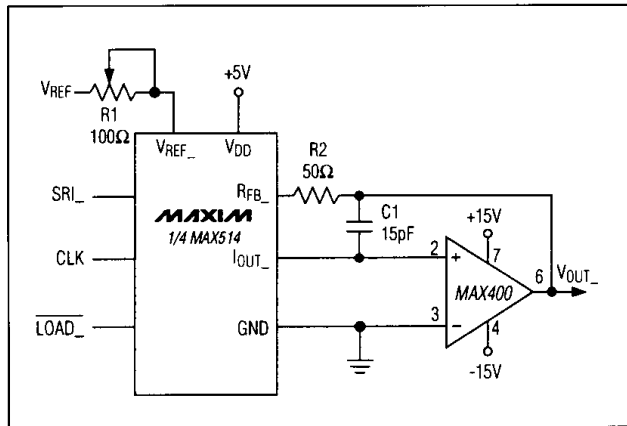 +5V
VREF
R1
100Ω
VREF_
VDD
R2
50Ω
SRI_
RFB_
MAXIM
1/4 MAX514
C1
15pF
+15V
CLK
IOUT_
2
+
7
MAX400
6
VOUT_
LOAD_
GND
3
-
4
-15V